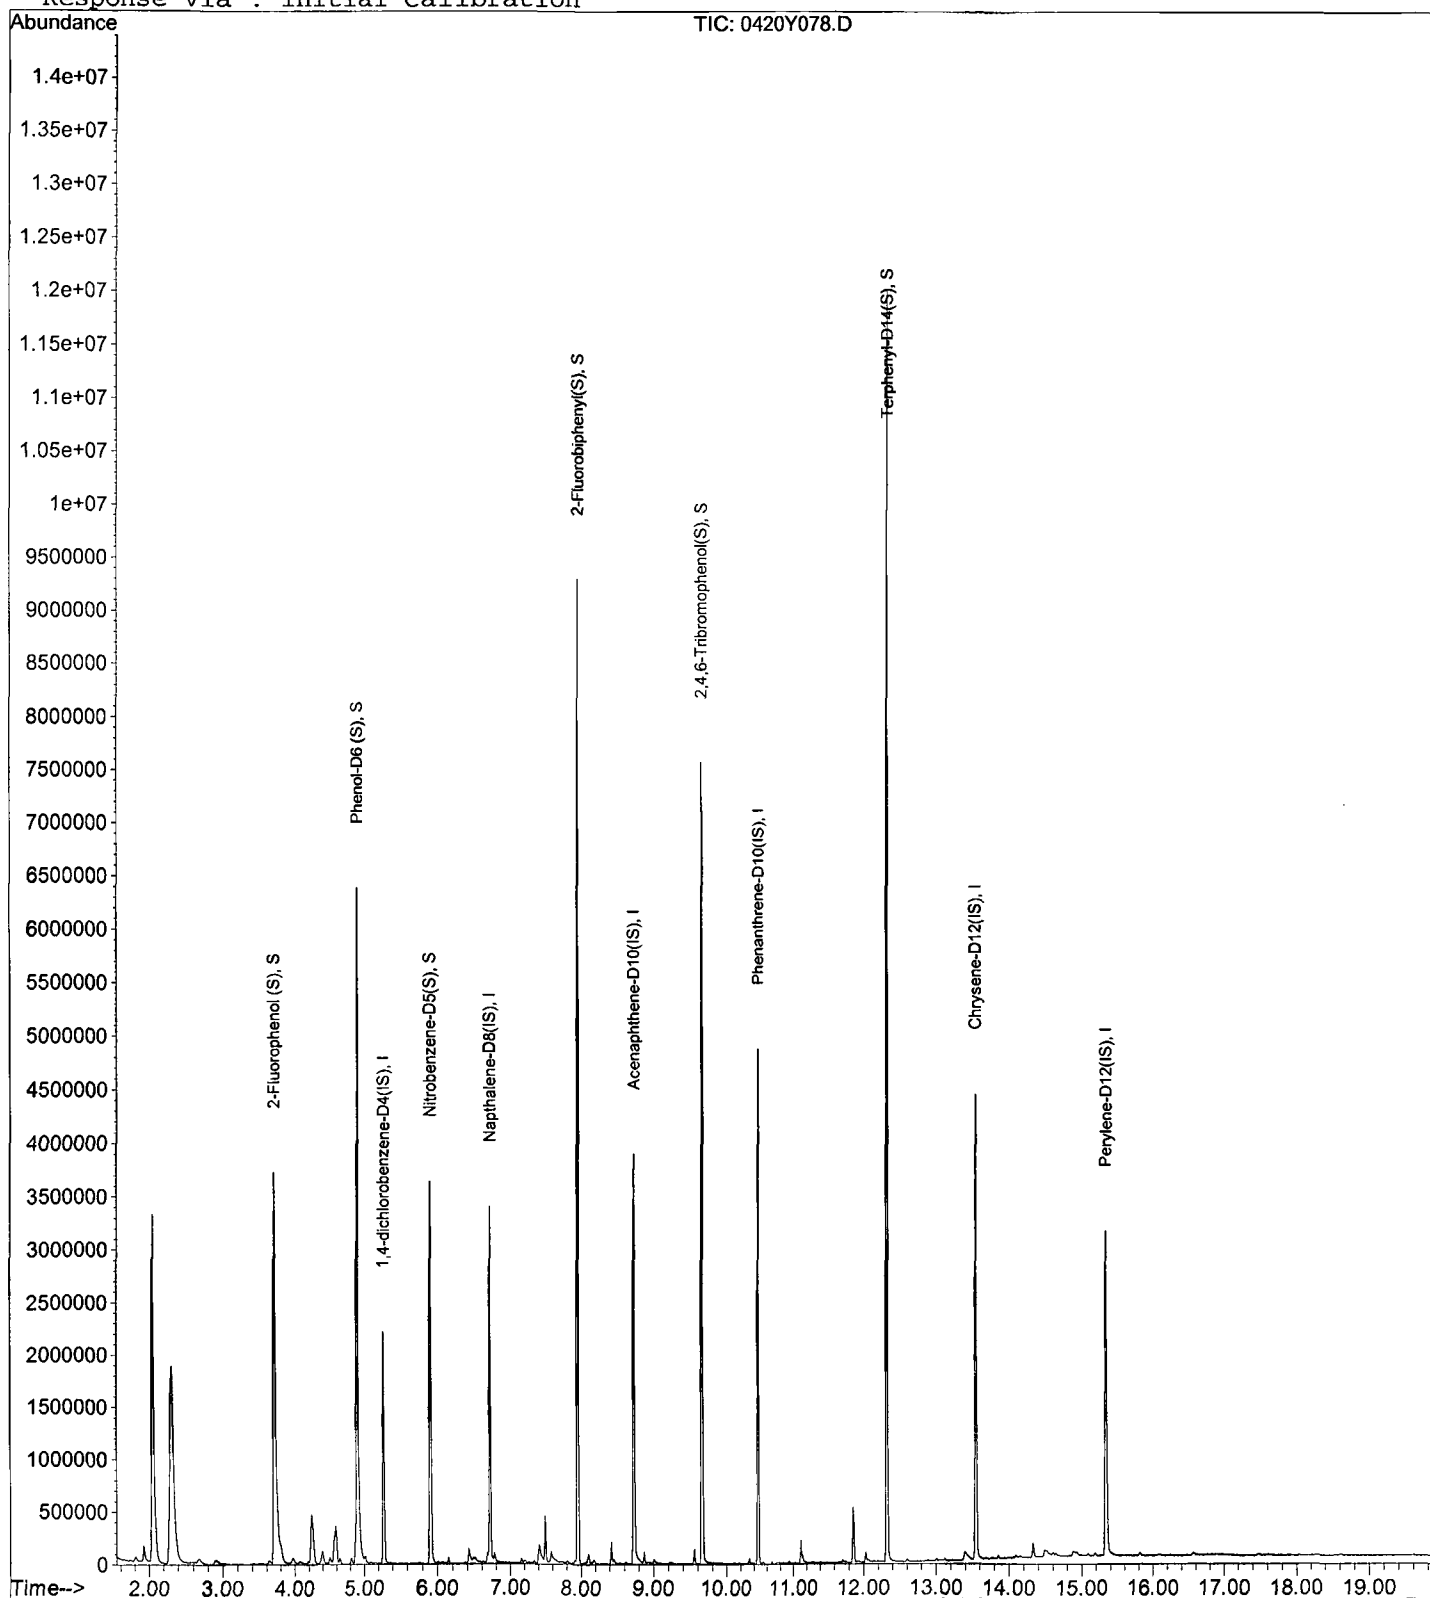 Response via : Initial Calibration
Abundance
TIC: 0420Y078.D
1.4e+07
1.35e+07
1.3e+07
1.25e+07
1.2e+07
1.15e+07
1.1e+07
1.05e+07
1e+07
9500000
9000000
8500000
8000000
7500000
7000000
6500000
6000000
5500000
5000000
4500000
4000000
3500000
3000000
2500000
2000000
1500000
1000000
500000
0
2-Fluorophenol (S), S
Phenol-D6 (S), S
1,4-dichlorobenzene-D4(IS), I
Nitrobenzene-D5(S), S
Napthalene-D8(IS), I
2-Fluorobiphenyl(S), S
Acenaphthene-D10(IS), I
2,4,6-Tribromophenol(S), S
Phenanthrene-D10(IS), I
Terphenyl-D14(S), S
Chrysene-D12(IS), I
Perylene-D12(IS), I
Time-->
2.00 3.00 4.00 5.00 6.00 7.00 8.00 9.00 10.00 11.00 12.00 13.00 14.00 15.00 16.00 17.00 18.00 19.00